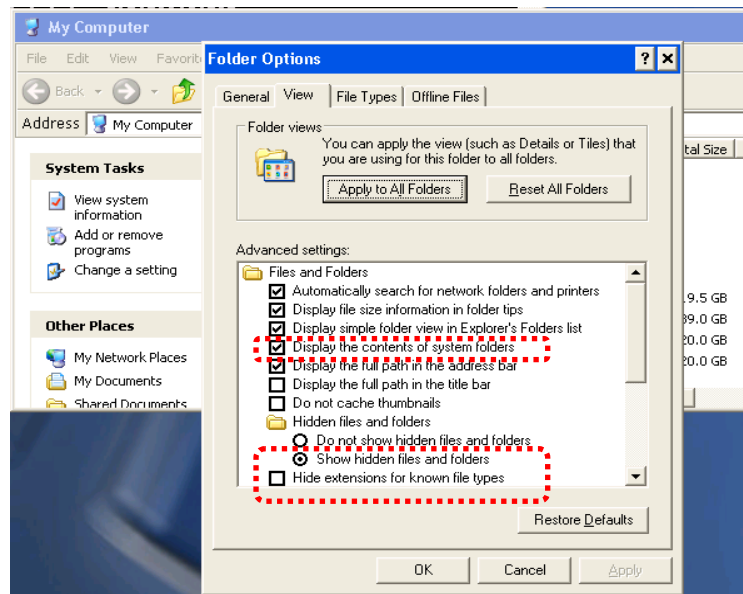 My Computer
File Edit View Favorit
Back
Address My Computer
tal Size
System Tasks
View system
information
Add or remove
programs
Change a setting
Other Places
My Network Places
My Documents
Shared Documents
9.5 GB
39.0 GB
20.0 GB
20.0 GB
Folder Options
General View File Types Offline Files
Folder views
You can apply the view (such as Details or Tiles) that
you are using for this folder to all folders.
Apply to All Folders Reset All Folders
Advanced settings:
Files and Folders
Automatically search for network folders and printers
Display file size information in folder tips
Display simple folder view in Explorer's Folders list
Display the contents of system folders
Display the full path in the address bar
Display the full path in the title bar
Do not cache thumbnails
Hidden files and folders
Do not show hidden files and folders
Show hidden files and folders
Hide extensions for known file types
Restore Defaults
OK Cancel Apply